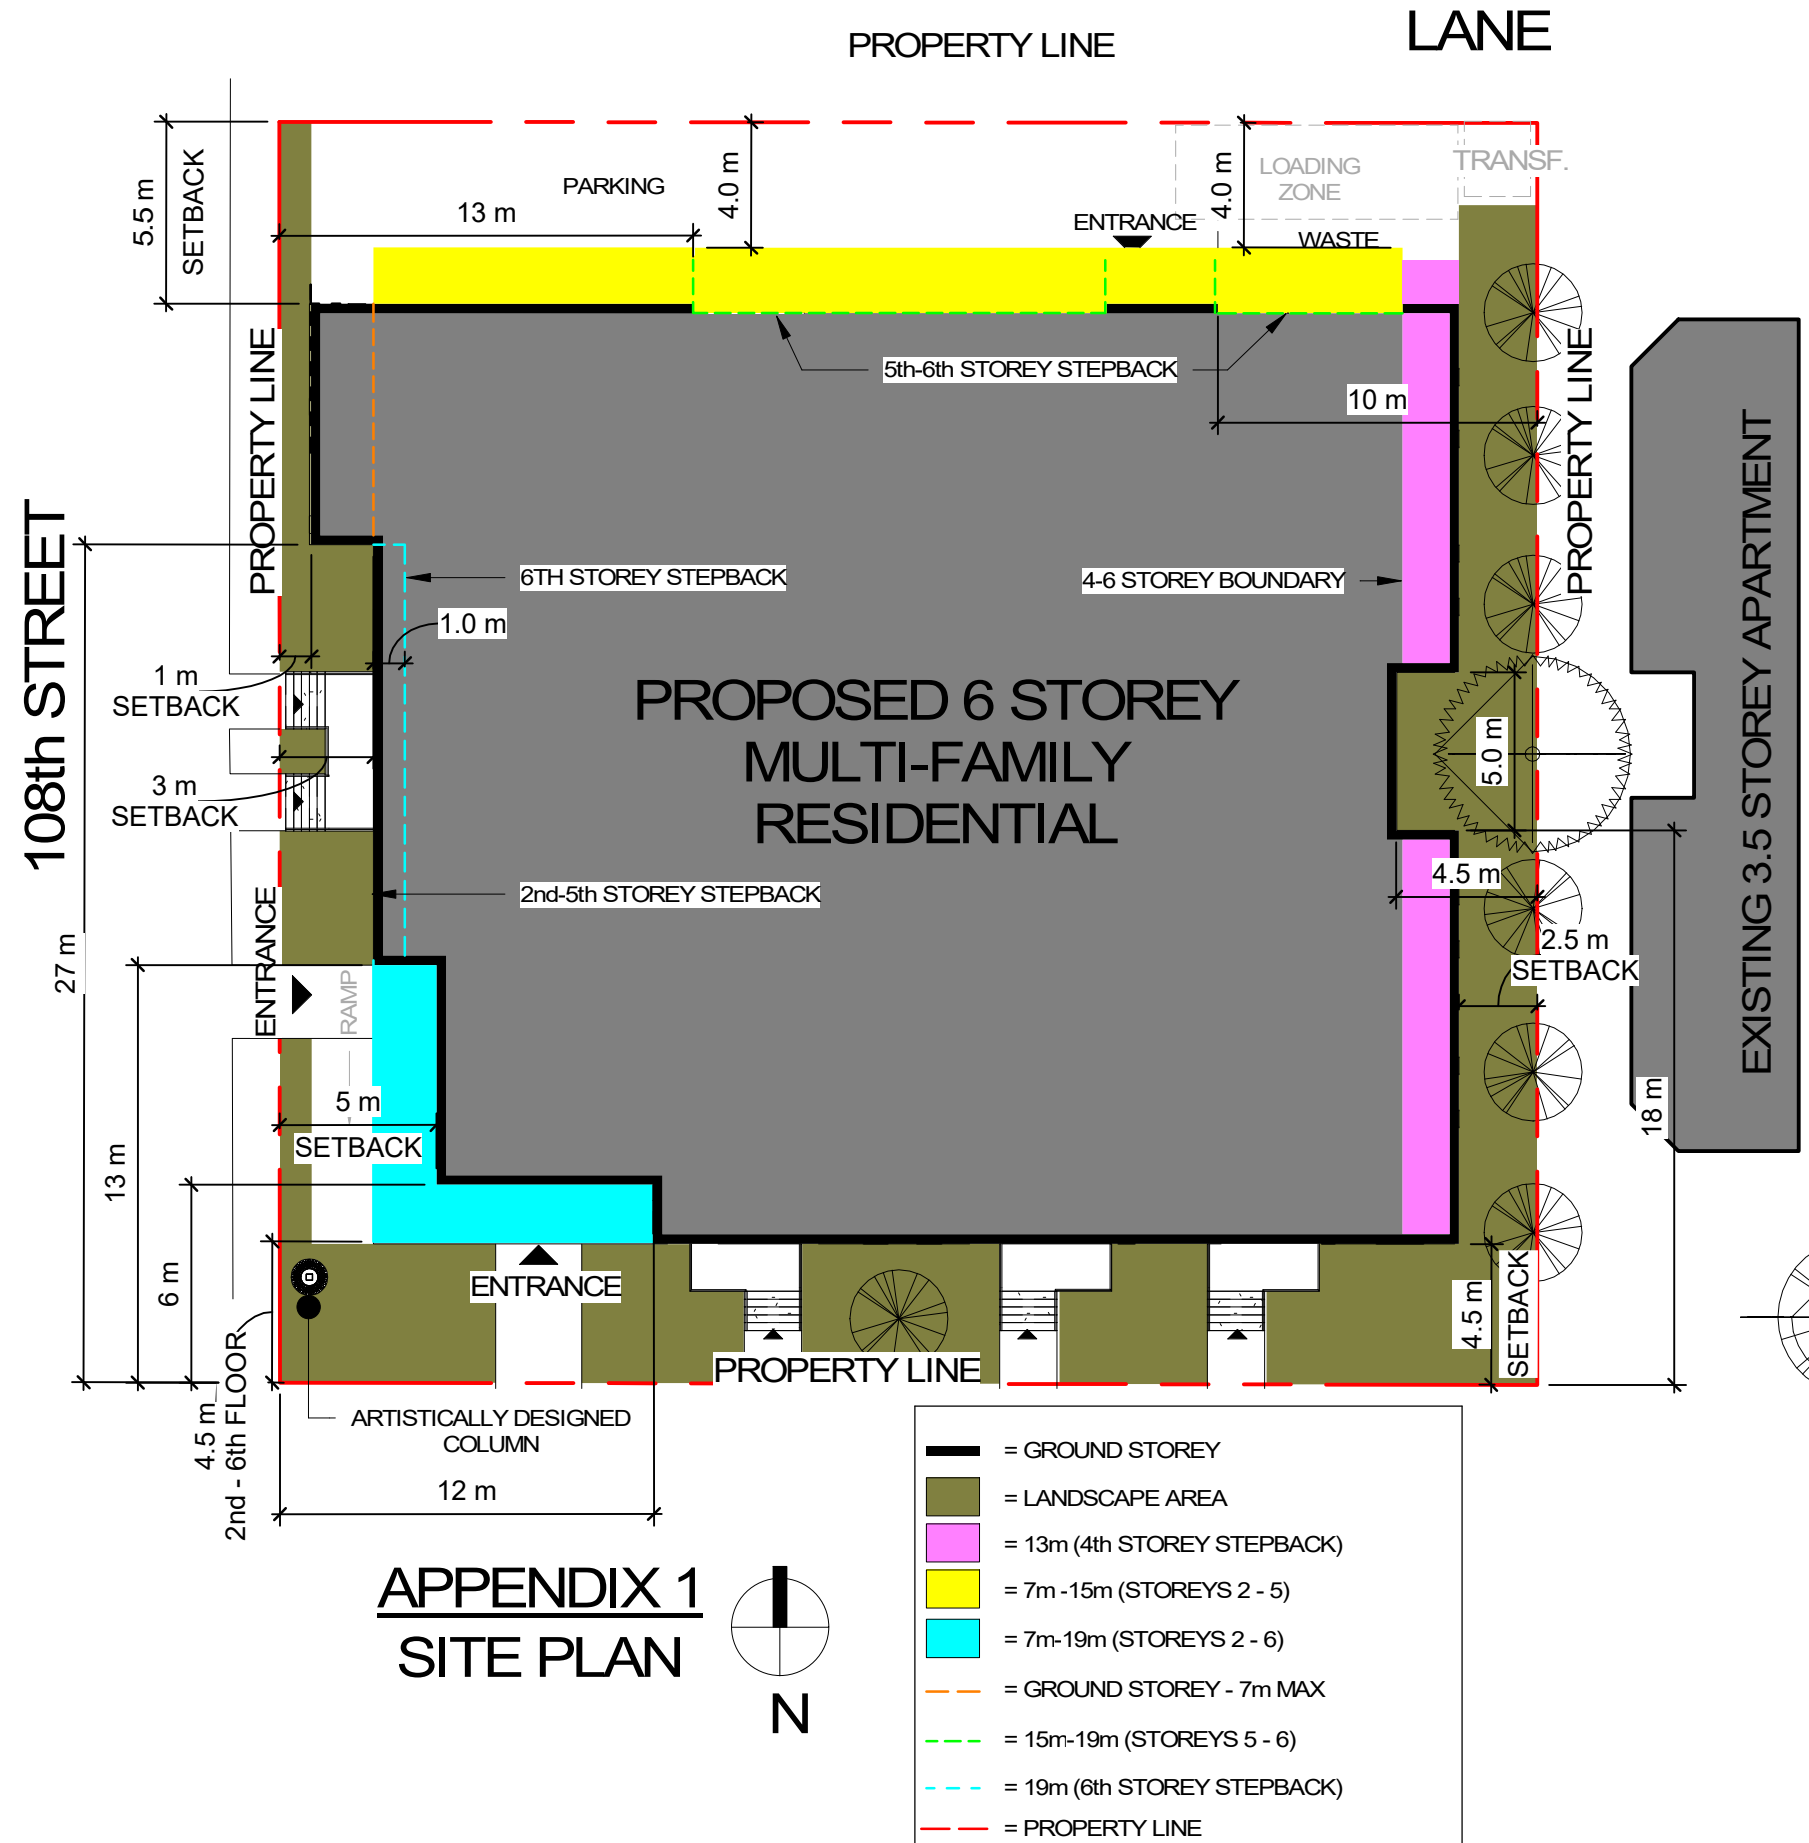 LANE
PROPERTY LINE
5.5 m
SETBACK
PARKING
13 m
4.0 m
4.0 m
LOADING
ZONE
TRANSF.
ENTRANCE
WASTE
5th-6th STOREY STEPBACK
10 m
PROPERTY LINE
PROPERTY LINE
108th STREET
6TH STOREY STEPBACK
1.0 m
4-6 STOREY BOUNDARY
1 m
SETBACK
3 m
SETBACK
PROPOSED 6 STOREY
MULTI-FAMILY
RESIDENTIAL
5.0 m
EXISTING 3.5 STOREY APARTMENT
2nd-5th STOREY STEPBACK
4.5 m
2.5 m
SETBACK
27 m
ENTRANCE
RAMP
13 m
5 m
SETBACK
18 m
6 m
ENTRANCE
4.5 m
SETBACK
PROPERTY LINE
4.5 m
2nd - 6th FLOOR
ARTISTICALLY DESIGNED
COLUMN
12 m
APPENDIX 1
SITE PLAN
N
= GROUND STOREY
= LANDSCAPE AREA
= 13m (4th STOREY STEPBACK)
= 7m -15m (STOREYS 2 - 5)
= 7m-19m (STOREYS 2 - 6)
= GROUND STOREY - 7m MAX
= 15m-19m (STOREYS 5 - 6)
= 19m (6th STOREY STEPBACK)
= PROPERTY LINE